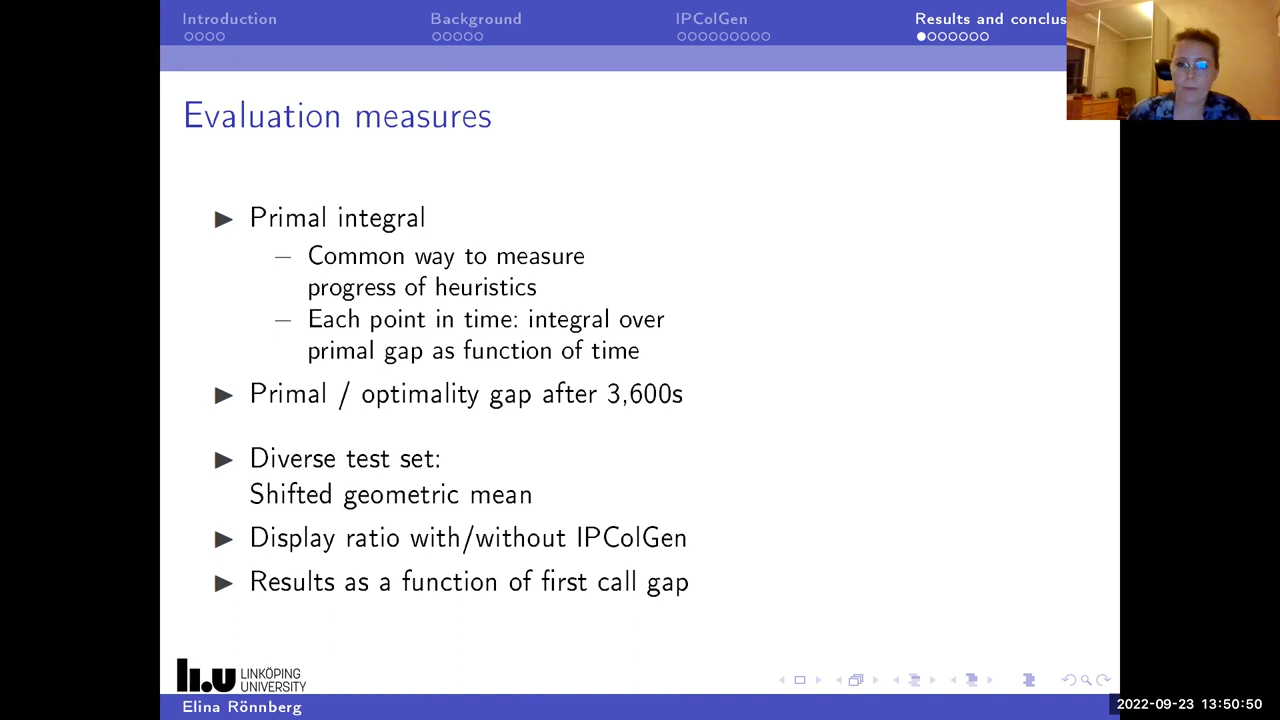 Introduction
Background
IPColGen
Results and conclus
Evaluation measures
▶ Primal integral
– Common way to measure
progress of heuristics
– Each point in time: integral over
primal gap as function of time
▶ Primal / optimality gap after 3,600s
▶ Diverse test set:
Shifted geometric mean
▶ Display ratio with/without IPColGen
▶ Results as a function of first call gap
li.u LINKÖPING
UNIVERSITY
Elina Rönnberg
2022-09-23 13:50:50